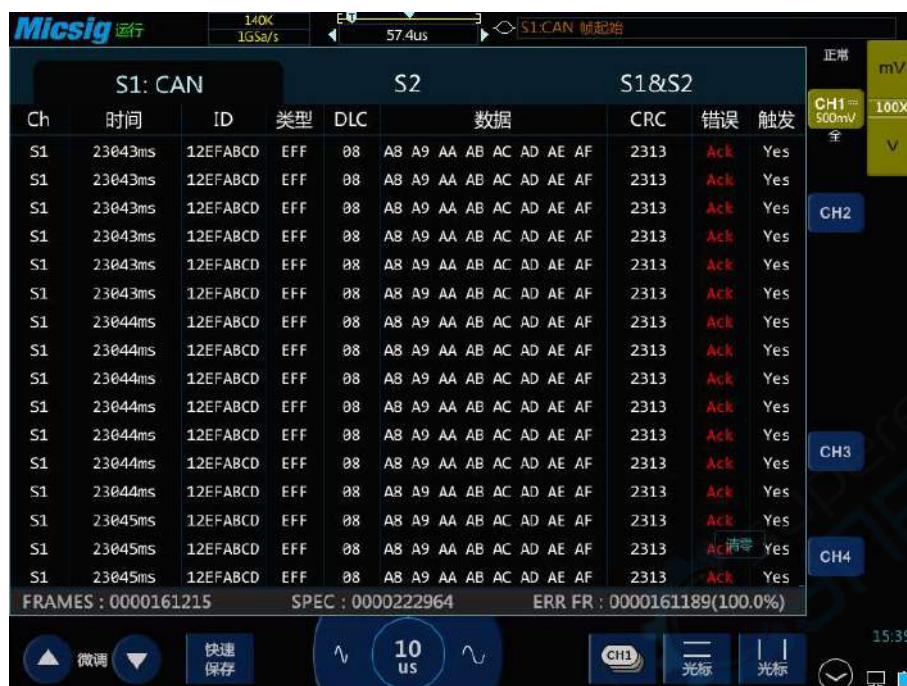 Micsig 运行 140K 1GSa/s 57.4us S1:CAN 帧起始
正常
S1: CAN S2 S1&S2
Ch 时间 ID 类型 DLC 数据 CRC 错误 触发
S1 23043ms 12EFABCD EFF 08 A8 A9 AA AB AC AD AE AF 2313 Ack Yes
S1 23043ms 12EFABCD EFF 08 A8 A9 AA AB AC AD AE AF 2313 Ack Yes
S1 23043ms 12EFABCD EFF 08 A8 A9 AA AB AC AD AE AF 2313 Ack Yes
S1 23043ms 12EFABCD EFF 08 A8 A9 AA AB AC AD AE AF 2313 Ack Yes
S1 23043ms 12EFABCD EFF 08 A8 A9 AA AB AC AD AE AF 2313 Ack Yes
S1 23043ms 12EFABCD EFF 08 A8 A9 AA AB AC AD AE AF 2313 Ack Yes
S1 23044ms 12EFABCD EFF 08 A8 A9 AA AB AC AD AE AF 2313 Ack Yes
S1 23044ms 12EFABCD EFF 08 A8 A9 AA AB AC AD AE AF 2313 Ack Yes
S1 23044ms 12EFABCD EFF 08 A8 A9 AA AB AC AD AE AF 2313 Ack Yes
S1 23044ms 12EFABCD EFF 08 A8 A9 AA AB AC AD AE AF 2313 Ack Yes
S1 23044ms 12EFABCD EFF 08 A8 A9 AA AB AC AD AE AF 2313 Ack Yes
S1 23044ms 12EFABCD EFF 08 A8 A9 AA AB AC AD AE AF 2313 Ack Yes
S1 23044ms 12EFABCD EFF 08 A8 A9 AA AB AC AD AE AF 2313 Ack Yes
S1 23045ms 12EFABCD EFF 08 A8 A9 AA AB AC AD AE AF 2313 Ack Yes
S1 23045ms 12EFABCD EFF 08 A8 A9 AA AB AC AD AE AF 2313 Ack Yes
清零
S1 23045ms 12EFABCD EFF 08 A8 A9 AA AB AC AD AE AF 2313 Ack Yes
FRAMES : 0000161215 SPEC : 0000222964 ERR FR : 0000161189(100.0%)
CH1
500mV
全
mV
100X
V
CH2
CH3
CH4
微调
快速
保存
10
us
CH1
光标
光标
15:39